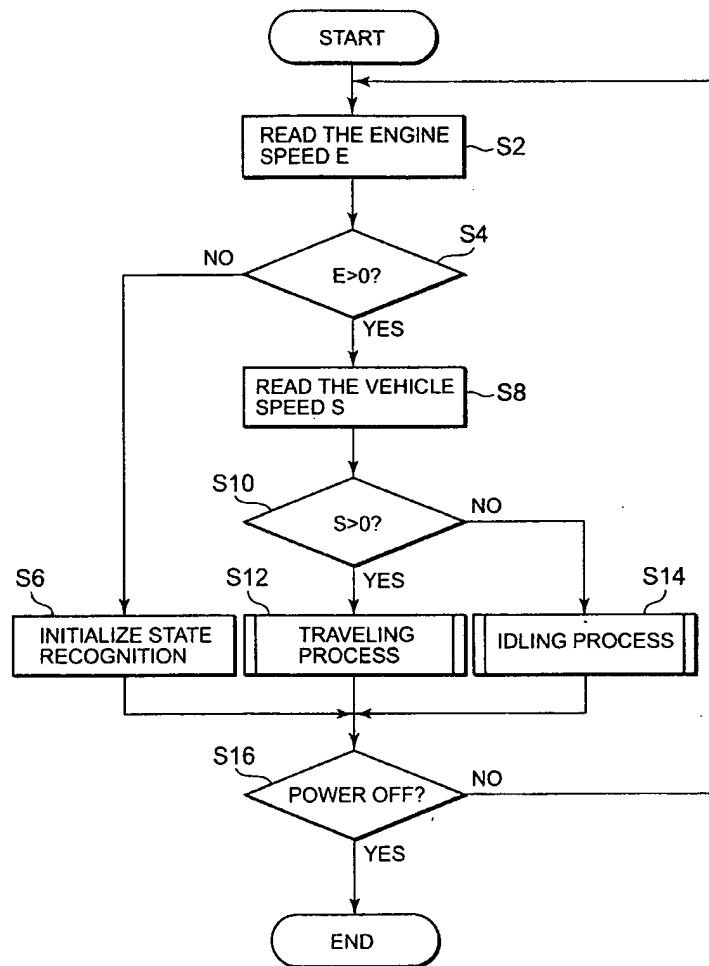 START
READ THE ENGINE
SPEED E
S2
S4
NO
E>0?
YES
READ THE VEHICLE
SPEED S
S8
S10
NO
S>0?
YES
S6
S12
S14
INITIALIZE STATE
RECOGNITION
TRAVELING
PROCESS
IDLING PROCESS
S16
POWER OFF?
NO
YES
END